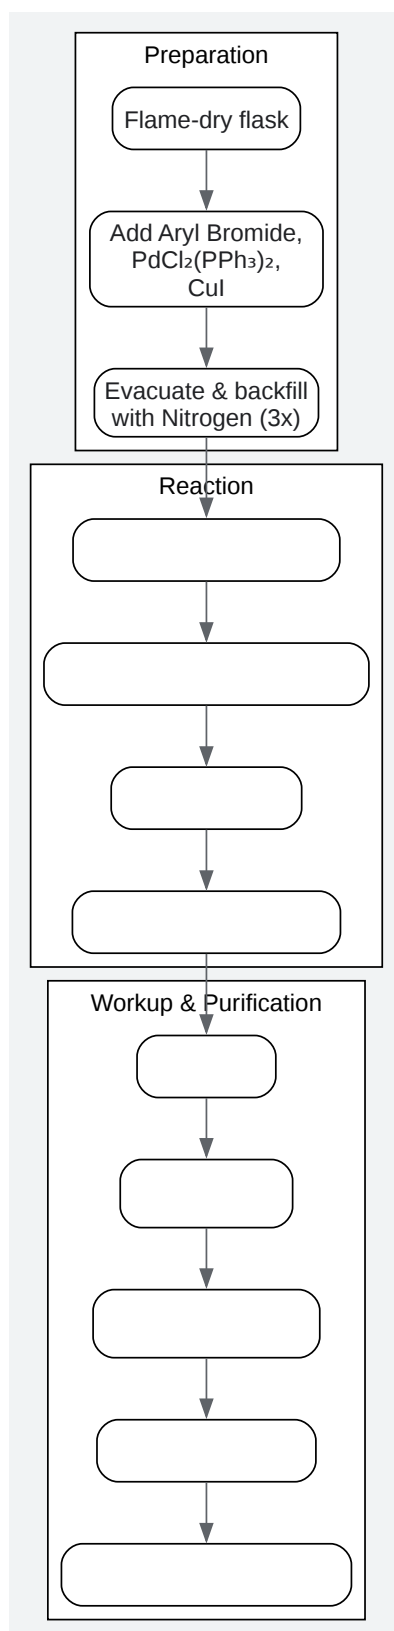 Preparation
Flame-dry flask
Add Aryl Bromide,
PdCl₂(PPh₃)₂,
CuI
Evacuate & backfill
with Nitrogen (3x)
Reaction
Workup & Purification